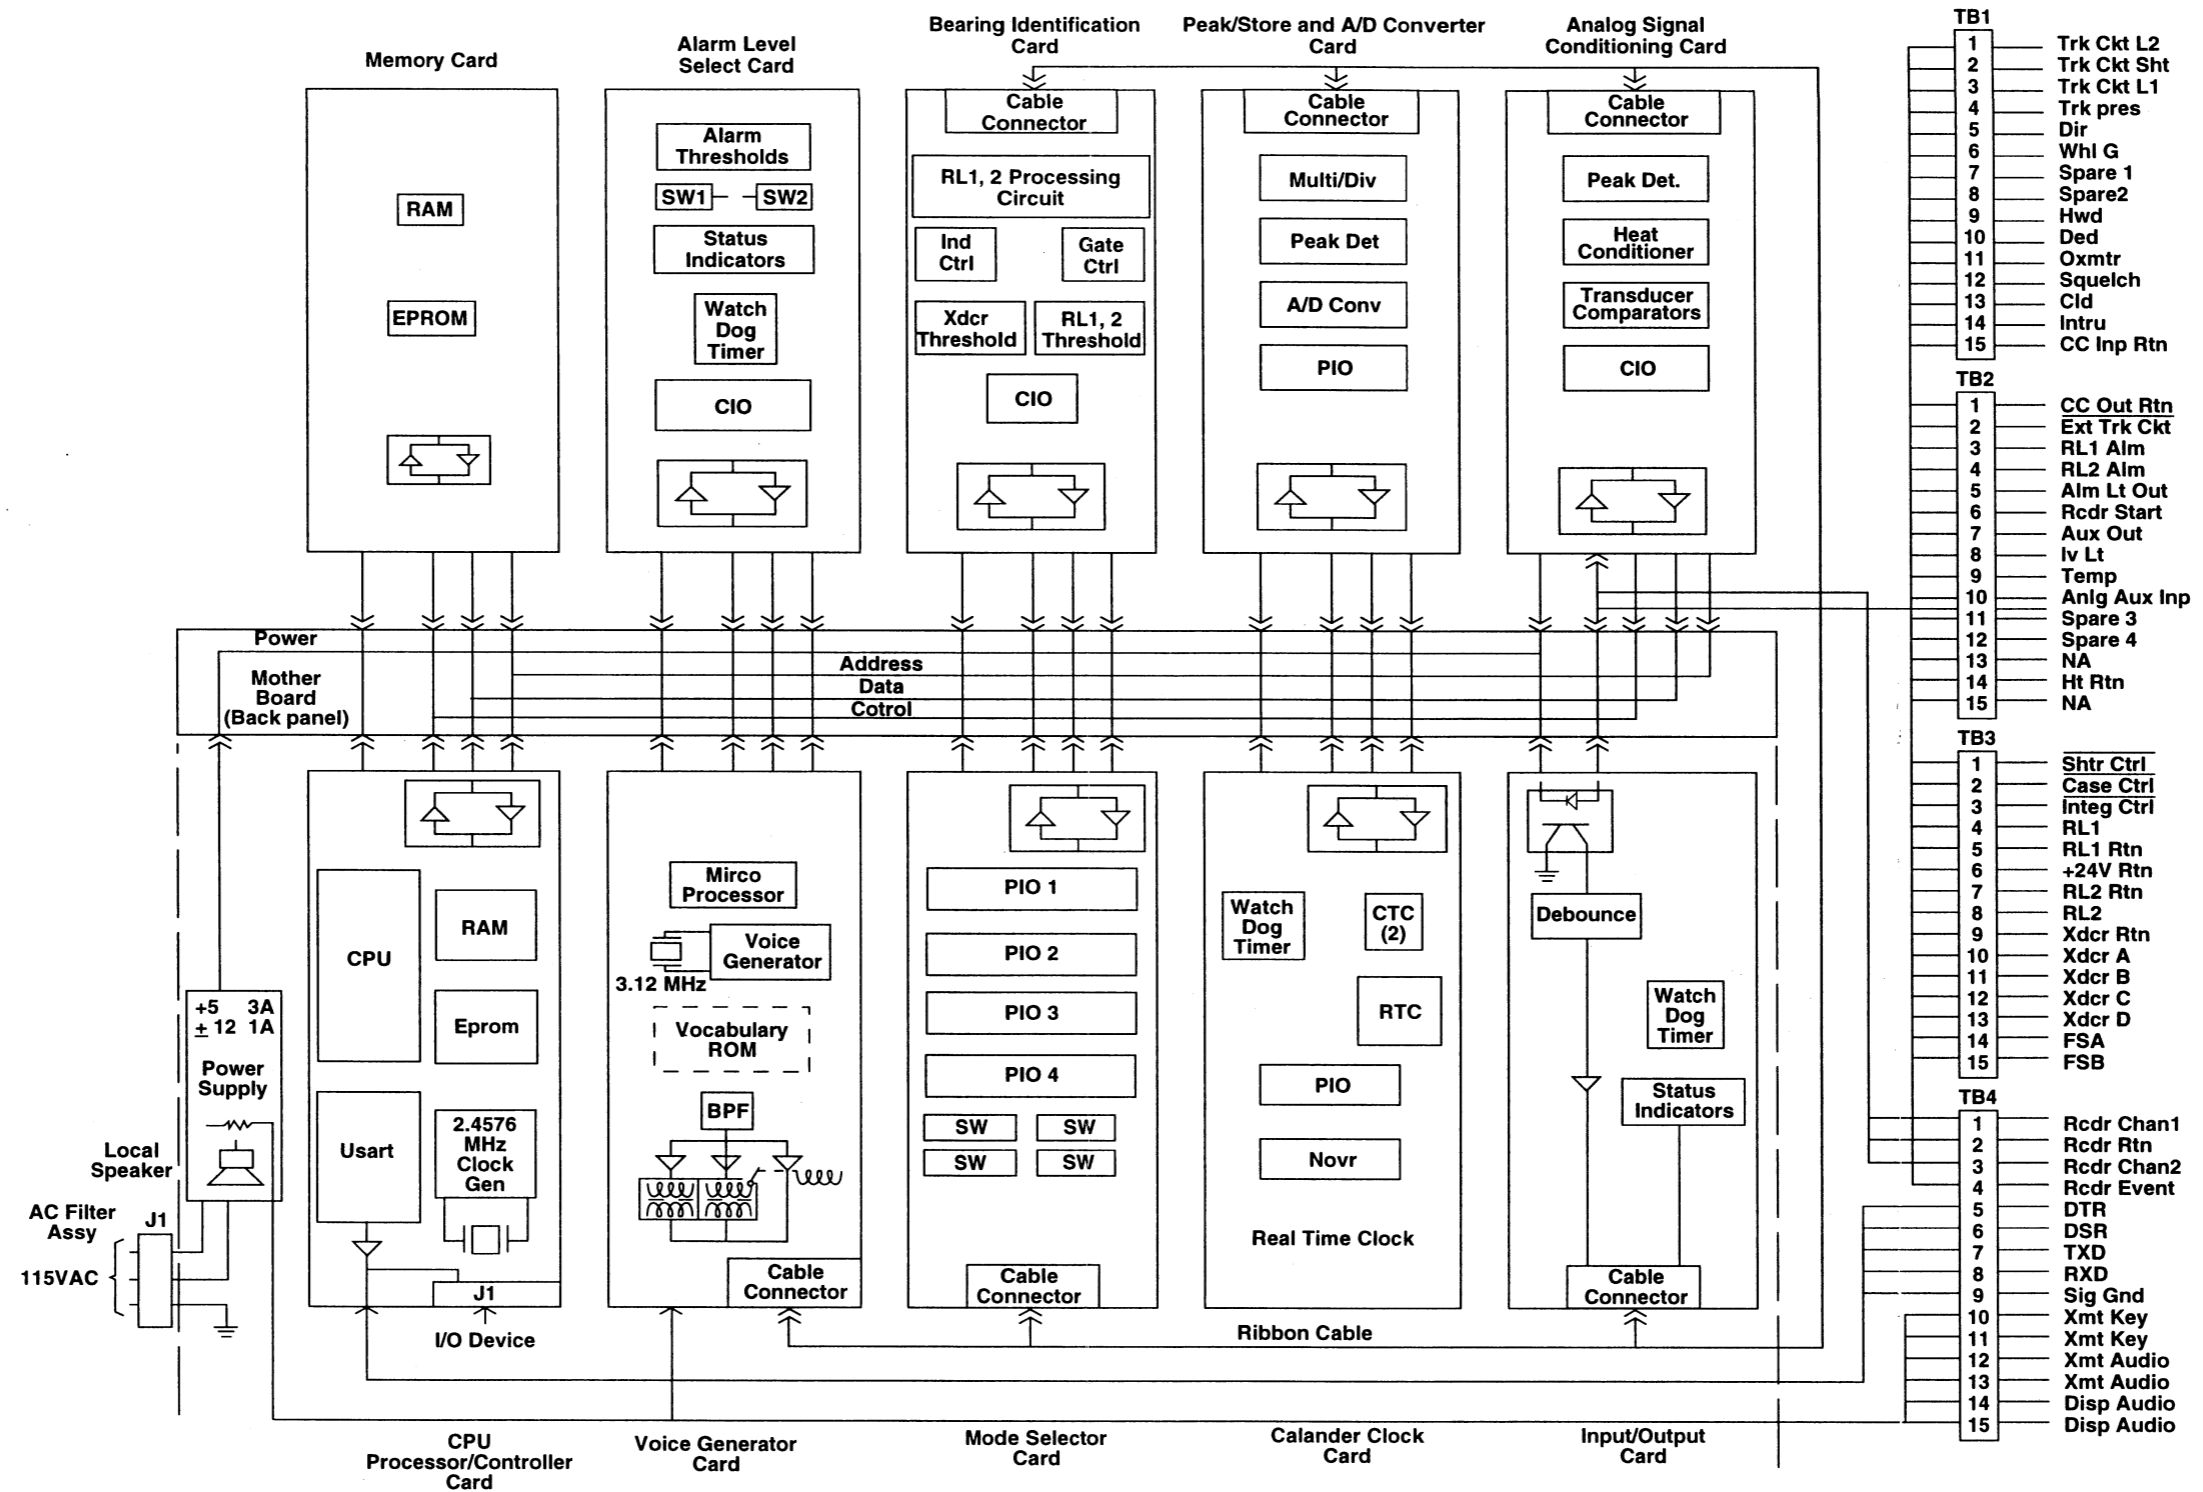 Memory Card
Alarm Level
Select Card
Bearing Identification
Card
Peak/Store and A/D Converter
Card
Analog Signal
Conditioning Card
RAM
EPROM
Alarm
Thresholds
SW1
SW2
Status
Indicators
Watch
Dog
Timer
CIO
Cable
Connector
RL1, 2 Processing
Circuit
Ind
Ctrl
Gate
Ctrl
Xdcr
Threshold
RL1, 2
Threshold
CIO
Cable
Connector
Multi/Div
Peak Det
A/D Conv
PIO
Cable
Connector
Peak Det.
Heat
Conditioner
Transducer
Comparators
CIO
Power
Mother
Board
(Back panel)
Address
Data
Cotrol
+5 3A
± 12 1A
Power
Supply
Local
Speaker
AC Filter
Assy
J1
115VAC
CPU
RAM
Eprom
Usart
2.4576
MHz
Clock
Gen
J1
I/O Device
Mirco
Processor
Voice
Generator
3.12 MHz
Vocabulary
ROM
BPF
Cable
Connector
PIO 1
PIO 2
PIO 3
PIO 4
SW SW
SW SW
Cable
Connector
Watch
Dog
Timer
CTC
(2)
RTC
PIO
Novr
Real Time Clock
Debounce
Watch
Dog
Timer
Status
Indicators
Cable
Connector
Ribbon Cable
CPU
Processor/Controller
Card
Voice Generator
Card
Mode Selector
Card
Calander Clock
Card
Input/Output
Card
TB1
1 Trk Ckt L2
2 Trk Ckt Sht
3 Trk Ckt L1
4 Trk pres
5 Dir
6 Whl G
7 Spare 1
8 Spare2
9 Hwd
10 Ded
11 Oxmtr
12 Squelch
13 Cld
14 Intru
15 CC Inp Rtn
TB2
1 CC Out Rtn
2 Ext Trk Ckt
3 RL1 Alm
4 RL2 Alm
5 Alm Lt Out
6 Rcdr Start
7 Aux Out
8 Iv Lt
9 Temp
10 Anlg Aux Inp
11 Spare 3
12 Spare 4
13 NA
14 Ht Rtn
15 NA
TB3
1 Shtr Ctrl
2 Case Ctrl
3 Integ Ctrl
4 RL1
5 RL1 Rtn
6 +24V Rtn
7 RL2 Rtn
8 RL2
9 Xdcr Rtn
10 Xdcr A
11 Xdcr B
12 Xdcr C
13 Xdcr D
14 FSA
15 FSB
TB4
1 Rcdr Chan1
2 Rcdr Rtn
3 Rcdr Chan2
4 Rcdr Event
5 DTR
6 DSR
7 TXD
8 RXD
9 Sig Gnd
10 Xmt Key
11 Xmt Key
12 Xmt Audio
13 Xmt Audio
14 Disp Audio
15 Disp Audio